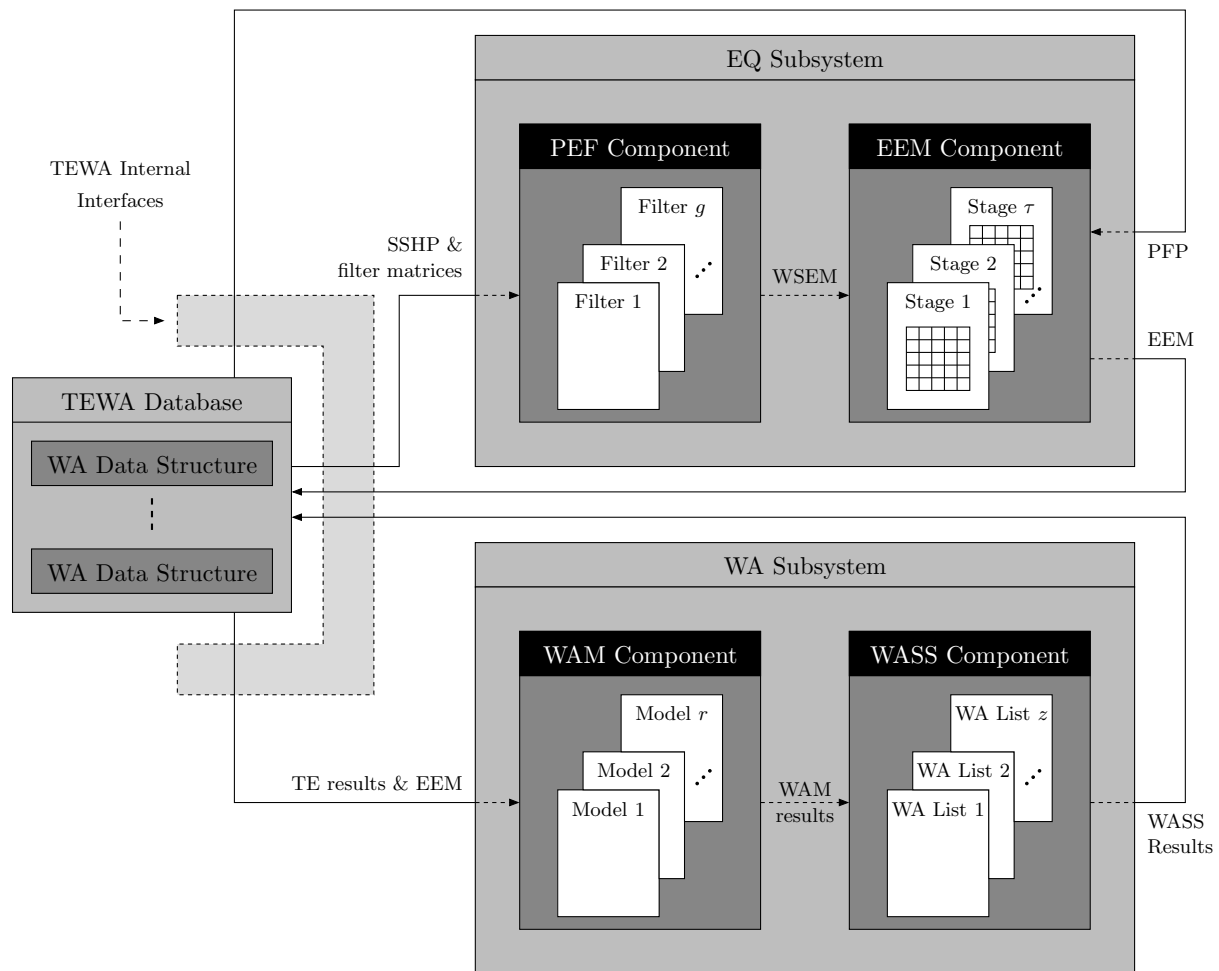 EQ Subsystem
PEF Component
EEM Component
TEWA Internal
Interfaces
Filter g
Filter 2
Filter 1
Stage τ
Stage 2
Stage 1
SSHP &
filter matrices
WSEM
PFP
EEM
TEWA Database
WA Data Structure
WA Data Structure
WA Subsystem
WAM Component
WASS Component
Model r
Model 2
Model 1
WA List z
WA List 2
WA List 1
TE results & EEM
WAM
results
WASS
Results